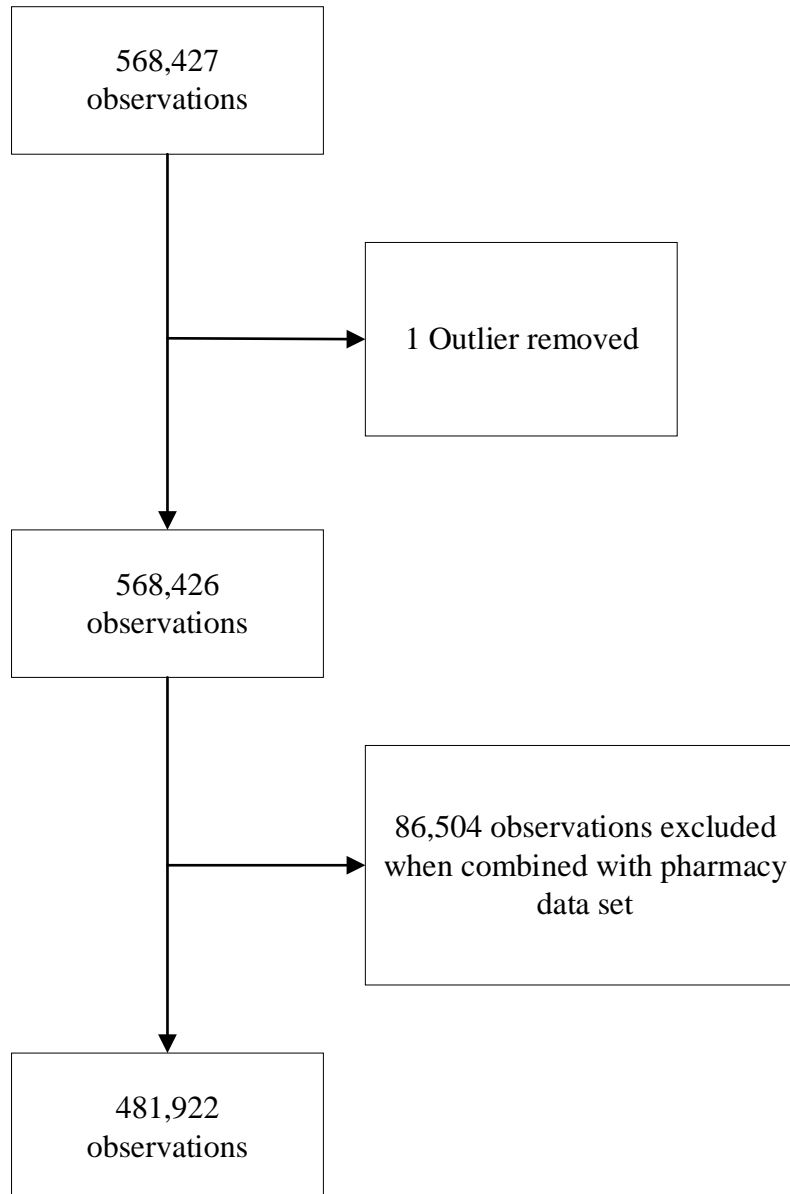 568,427
observations
1 Outlier removed
568,426
observations
86,504 observations excluded
when combined with pharmacy
data set
481,922
observations